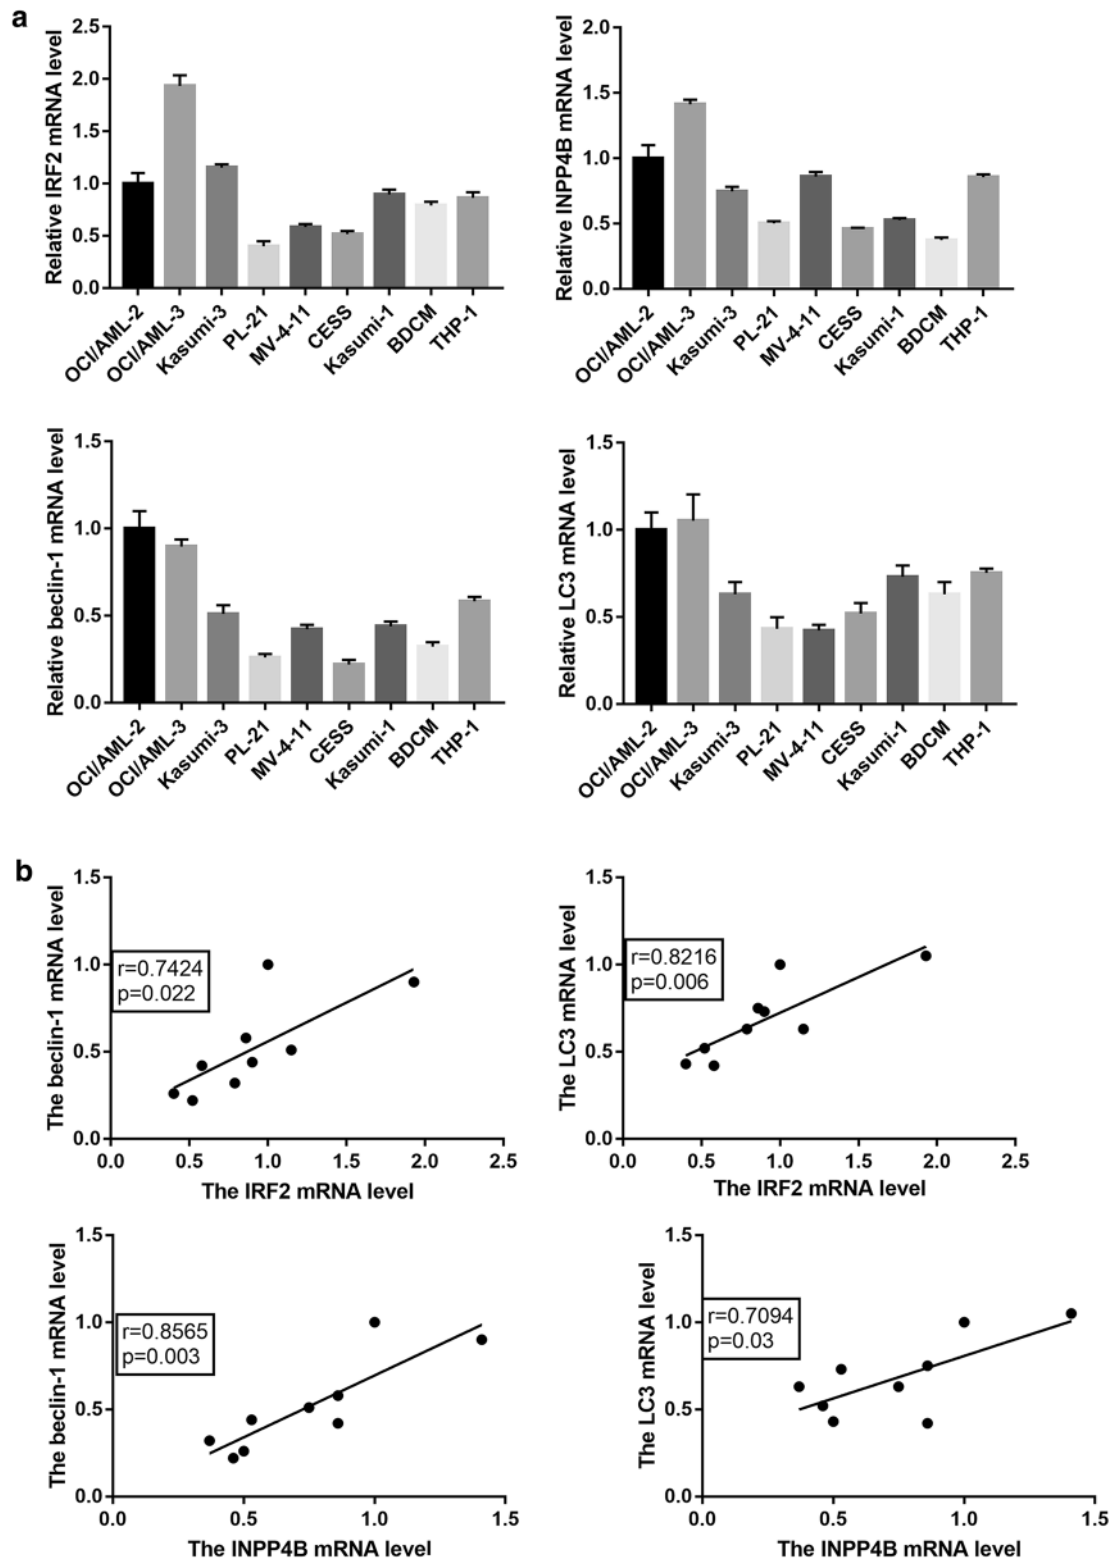 a
Relative IRF2 mRNA level
2.5
2.0
1.5
1.0
0.5
0.0
OCI/AML-2
OCI/AML-3
Kasumi-3
PL-21
MV-4-11
CESS
Kasumi-1
BDCM
THP-1
Relative INPP4B mRNA level
2.0
1.5
1.0
0.5
0.0
OCI/AML-2
OCI/AML-3
Kasumi-3
PL-21
MV-4-11
CESS
Kasumi-1
BDCM
THP-1
Relative beclin-1 mRNA level
1.5
1.0
0.5
0.0
OCI/AML-2
OCI/AML-3
Kasumi-3
PL-21
MV-4-11
CESS
Kasumi-1
BDCM
THP-1
Relative LC3 mRNA level
1.5
1.0
0.5
0.0
OCI/AML-2
OCI/AML-3
Kasumi-3
PL-21
MV-4-11
CESS
Kasumi-1
BDCM
THP-1
b
The beclin-1 mRNA level
1.5
1.0
0.5
0.0
r=0.7424
p=0.022
0.0 0.5 1.0 1.5 2.0 2.5
The IRF2 mRNA level
The LC3 mRNA level
1.5
1.0
0.5
0.0
r=0.8216
p=0.006
0.0 0.5 1.0 1.5 2.0 2.5
The IRF2 mRNA level
The beclin-1 mRNA level
1.5
1.0
0.5
0.0
r=0.8565
p=0.003
0.0 0.5 1.0 1.5
The INPP4B mRNA level
The LC3 mRNA level
1.5
1.0
0.5
0.0
r=0.7094
p=0.03
0.0 0.5 1.0 1.5
The INPP4B mRNA level